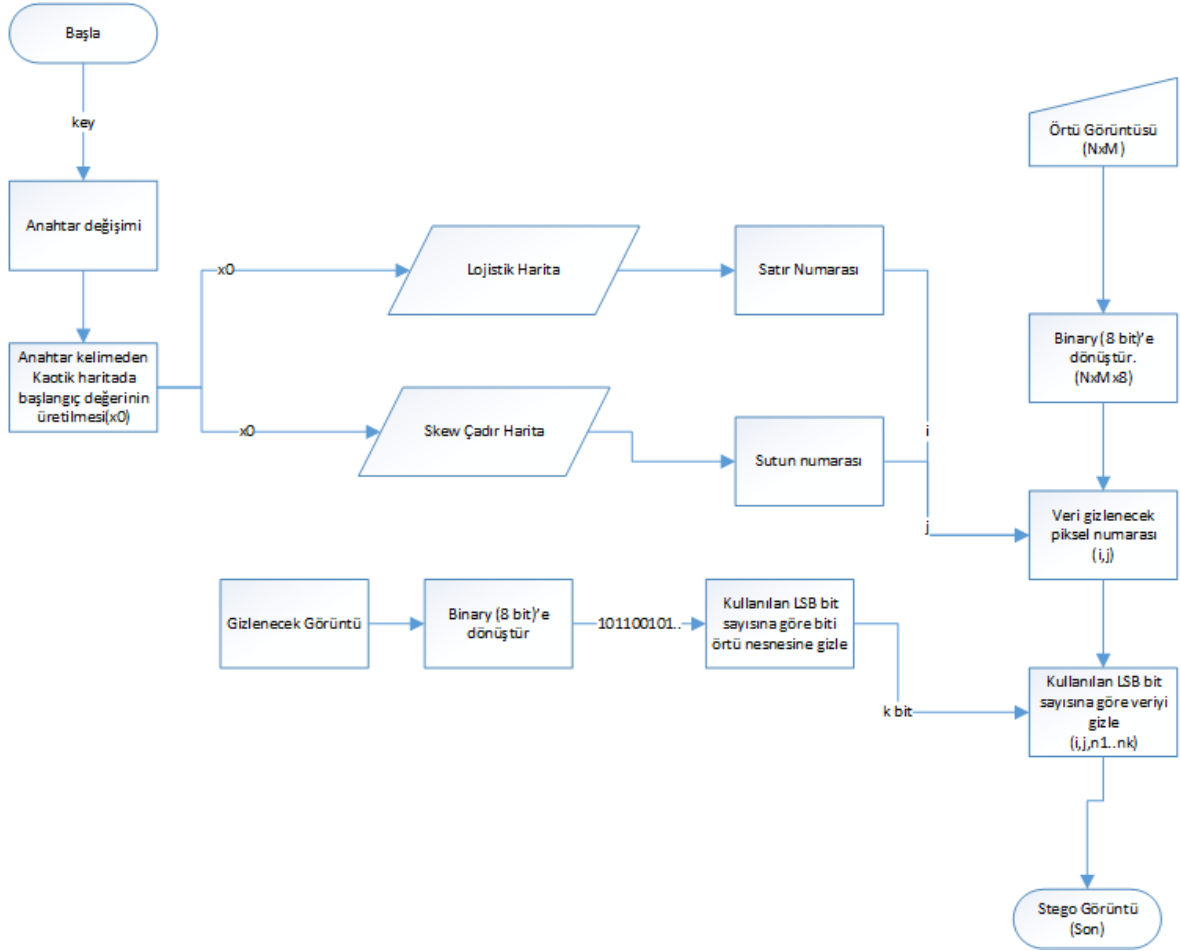 Başla
key
Anahtar değişimi
Anahtar kelimeden
Kaotik haritada
başlangıç değerinin
üretilmesi(x0)
x0
Lojistik Harita
Satır Numarası
i
x0
Skew Çadır Harita
Sutun numarası
j
Örtü Görüntüsü
(NxM)
Binary (8 bit)'e
dönüştür.
(NxMx8)
Veri gizlenecek
piksel numarası
(i,j)
Gizlenecek Görüntü
Binary (8 bit)'e
dönüştür
101100101..
Kullanılan LSB bit
sayısına göre biti
örtü nesnesine gizle
k bit
Kullanılan LSB bit
sayısına göre veriyi
gizle
(i,j,n1..nk)
Stego Görüntü
(Son)